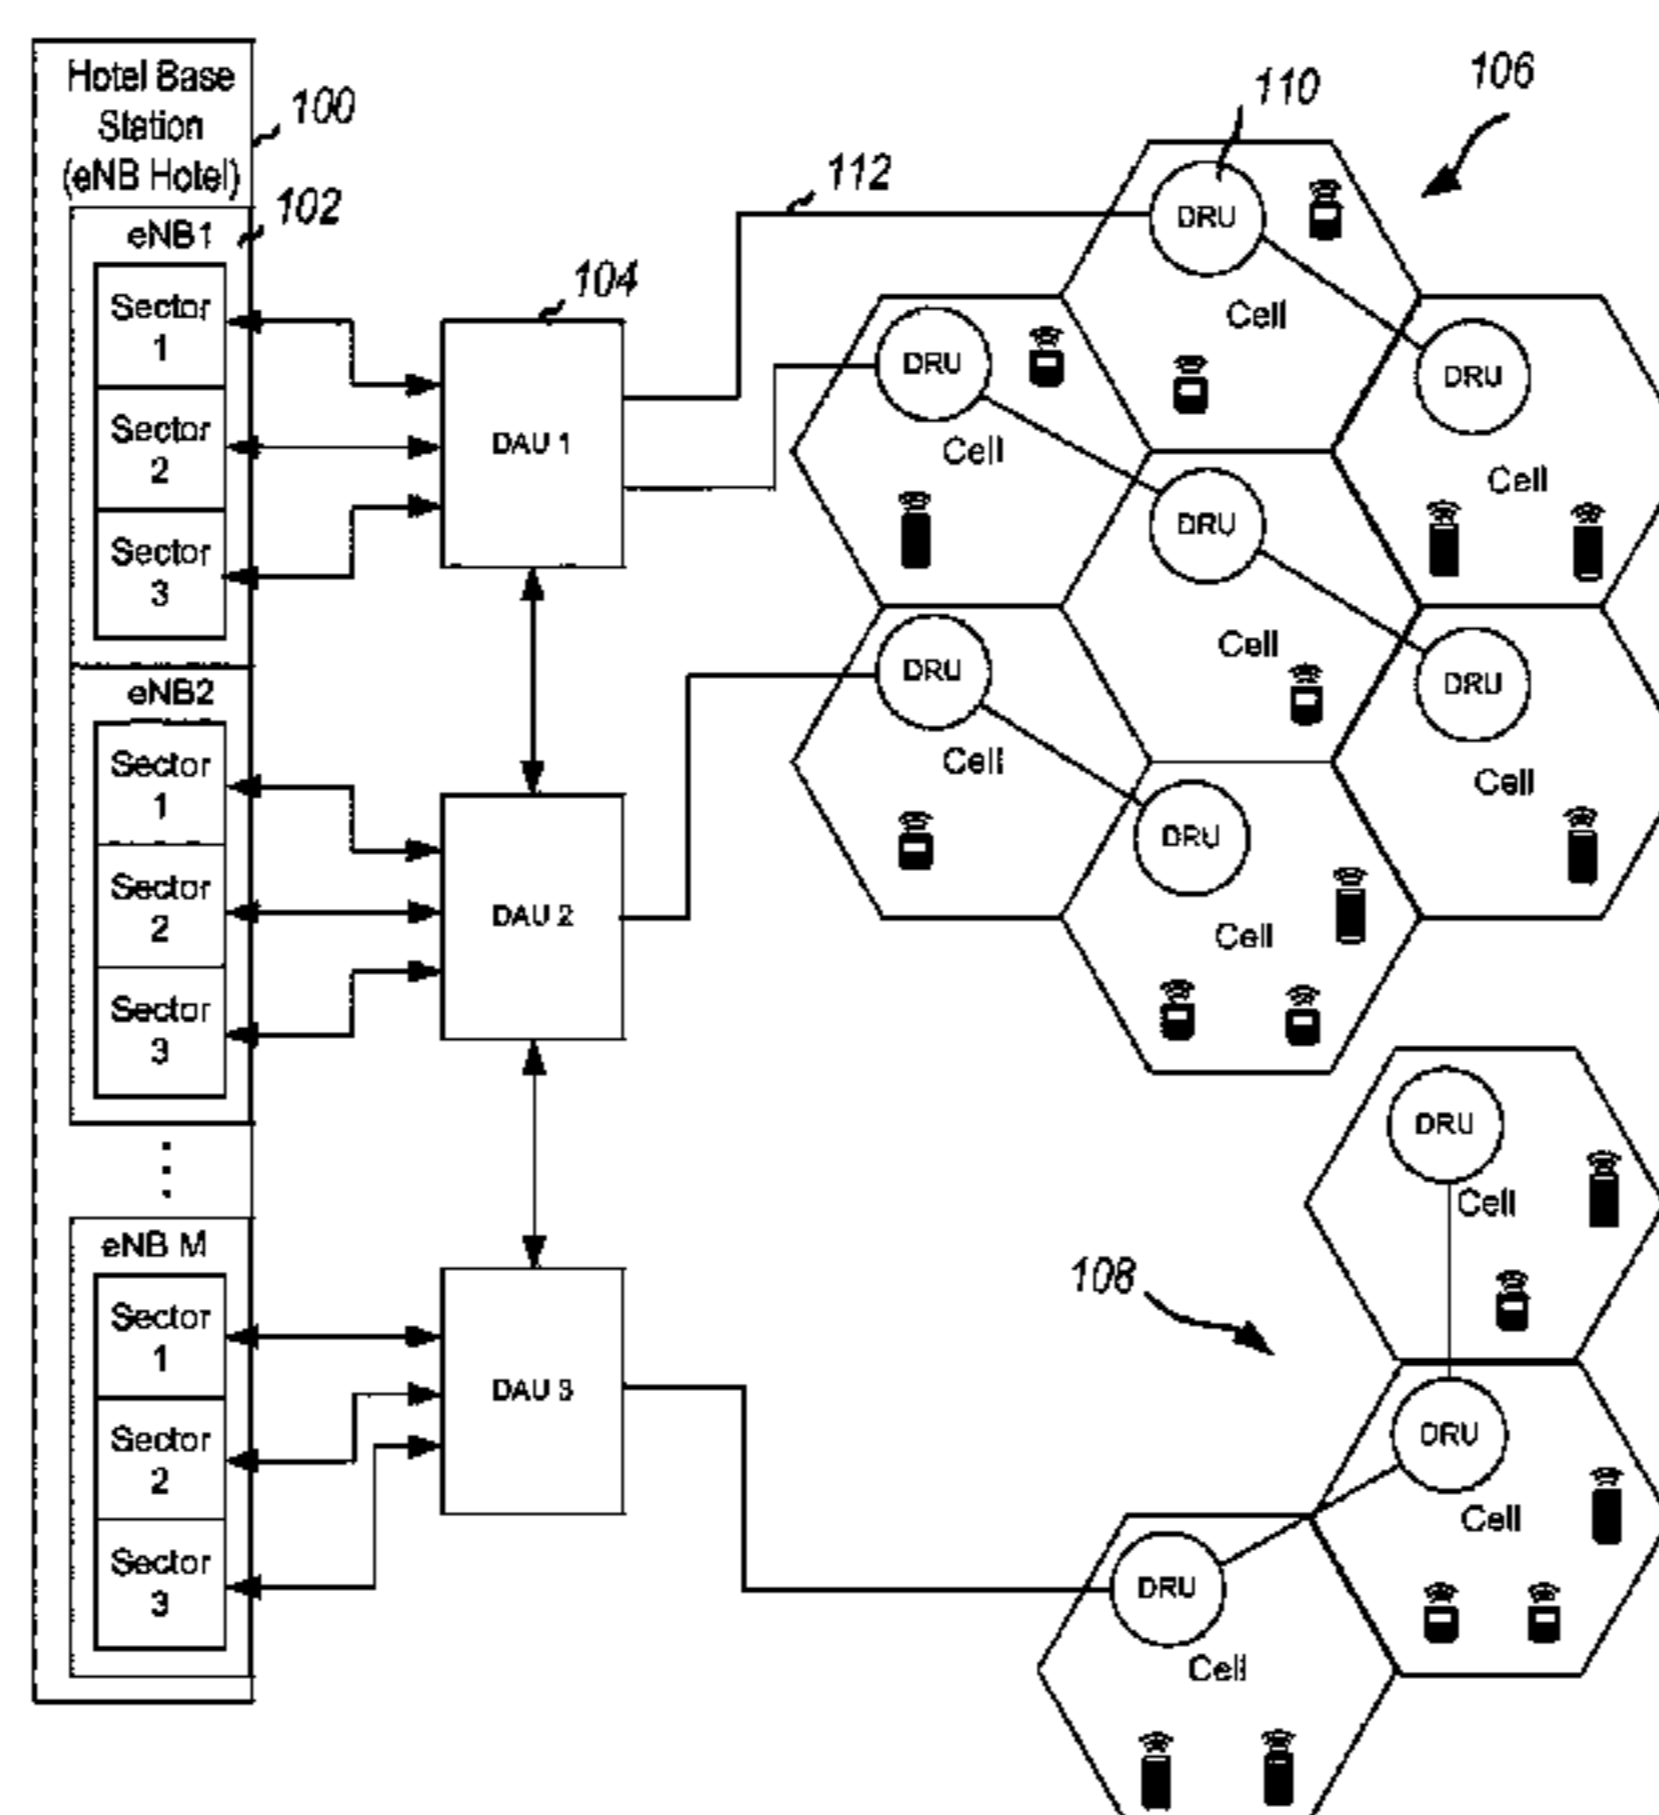 Hotel Base
Station
(eNB Hotel)
100
102
eNB1
Sector
1
Sector
2
Sector
3
eNB2
Sector
1
Sector
2
Sector
3
eNB M
Sector
1
Sector
2
Sector
3
104
DAU 1
DAU 2
DAU 3
112
110
106
DRU
Cell
DRU
Cell
DRU
Cell
DRU
Cell
DRU
Cell
DRU
Cell
DRU
Cell
108
DRU
Cell
DRU
Cell
DRU
Cell